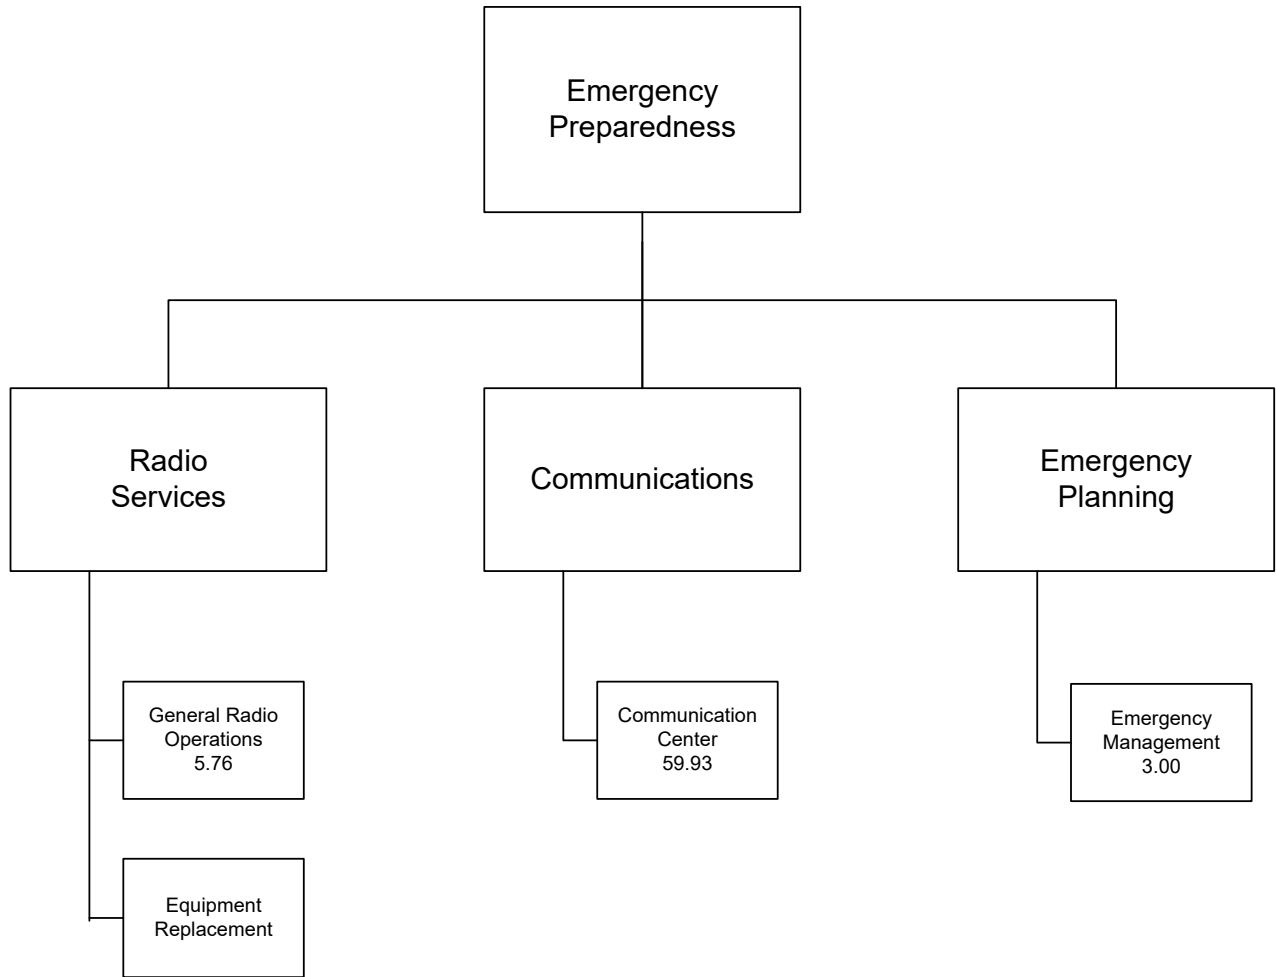 Emergency
Preparedness
Radio
Services
Communications
Emergency
Planning
General Radio
Operations
5.76
Communication
Center
59.93
Emergency
Management
3.00
Equipment
Replacement